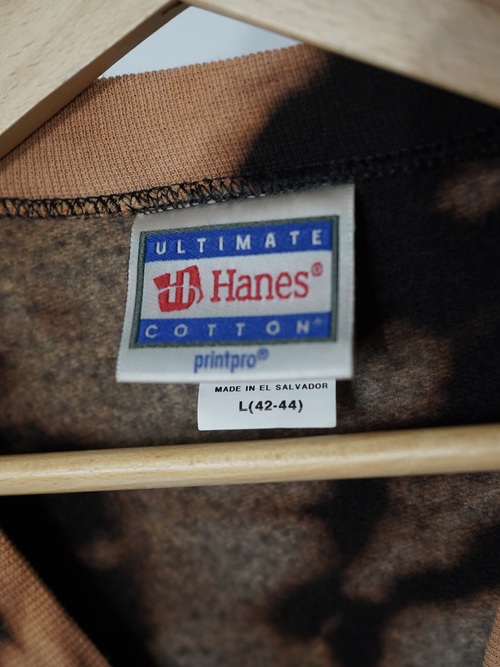 ULTIMATE
Hanes®
COTTON®
printpro®
MADE IN EL SALVADOR
L(42-44)